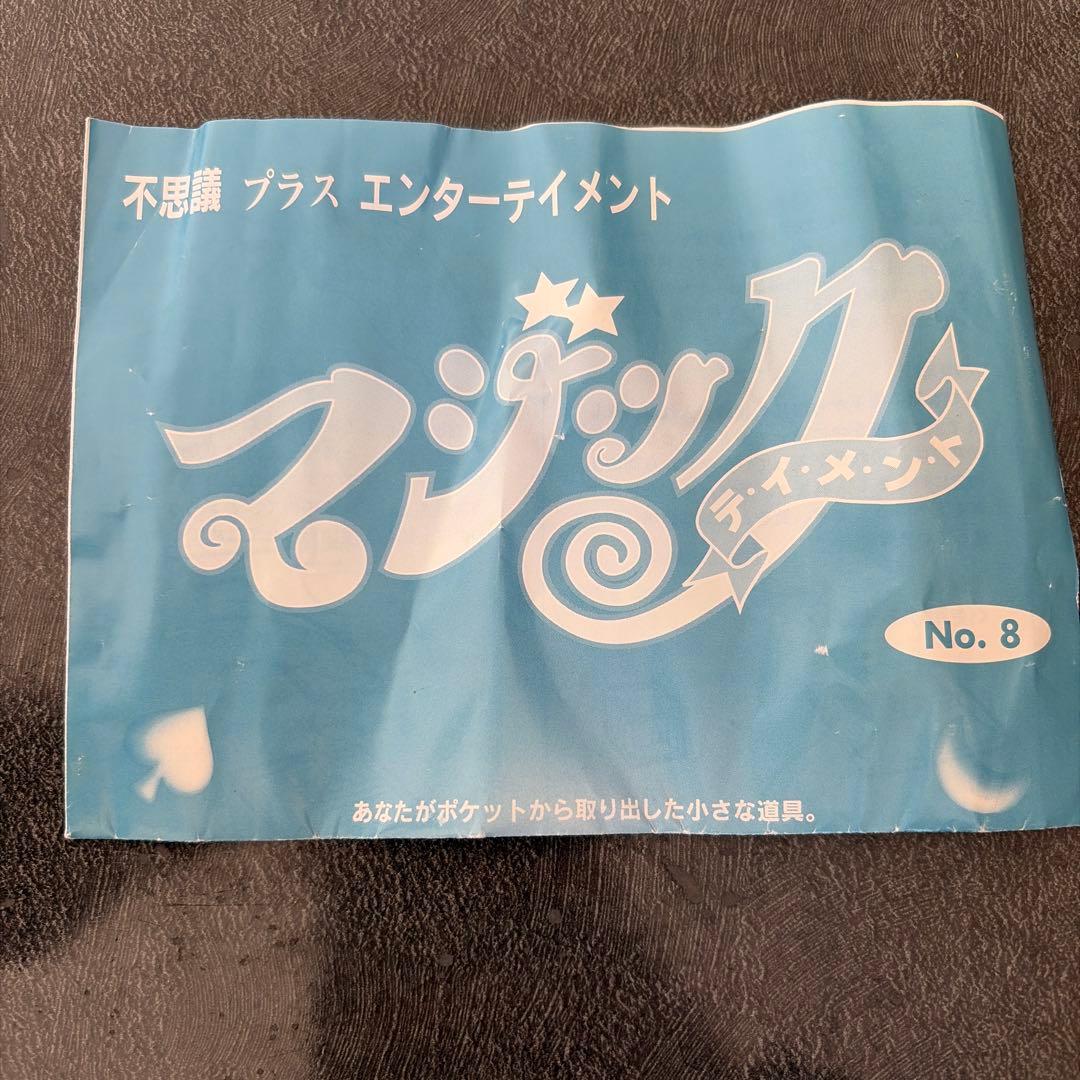 不思議 プラス エンターテイメント
マジック
テ・イ・メ・ン・ト
No. 8
あなたがポケットから取り出した小さな道具。